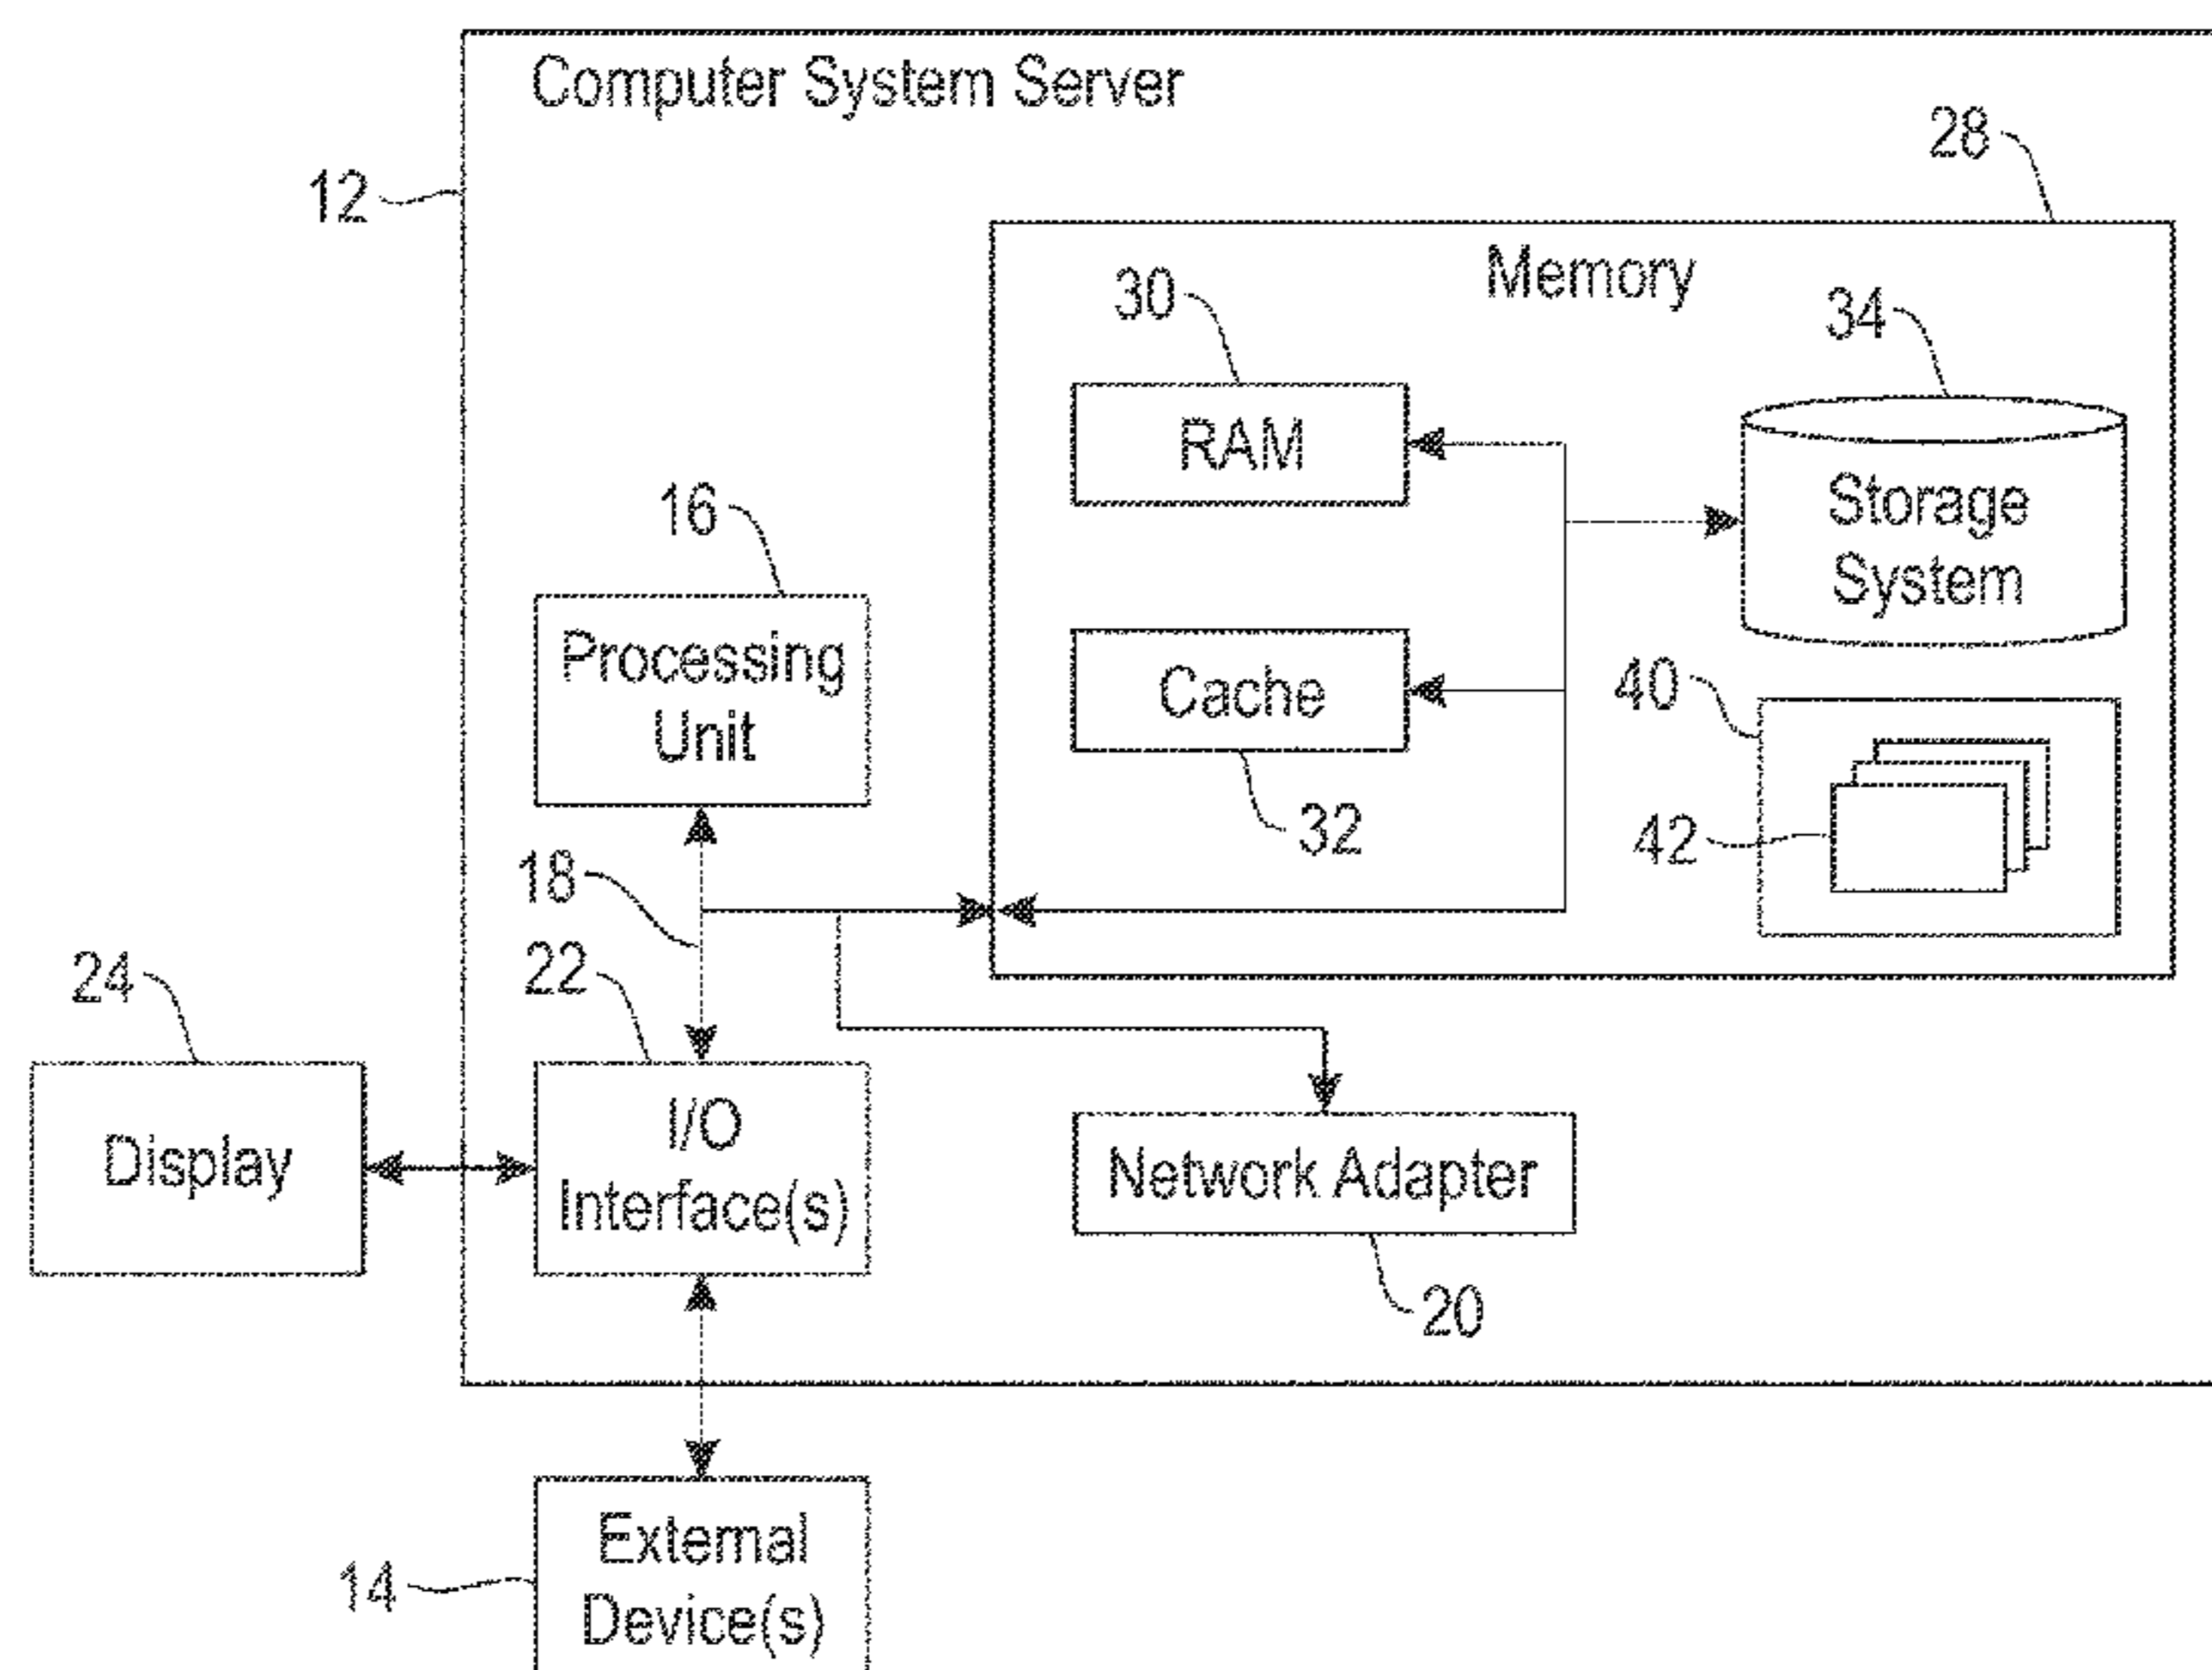 Computer System Server
28
12
Memory
30
34
RAM
Storage
System
16
Processing
Unit
Cache
40
32
42
18
22
24
I/O
Interface(s)
Display
Network Adapter
20
External
Device(s)
14